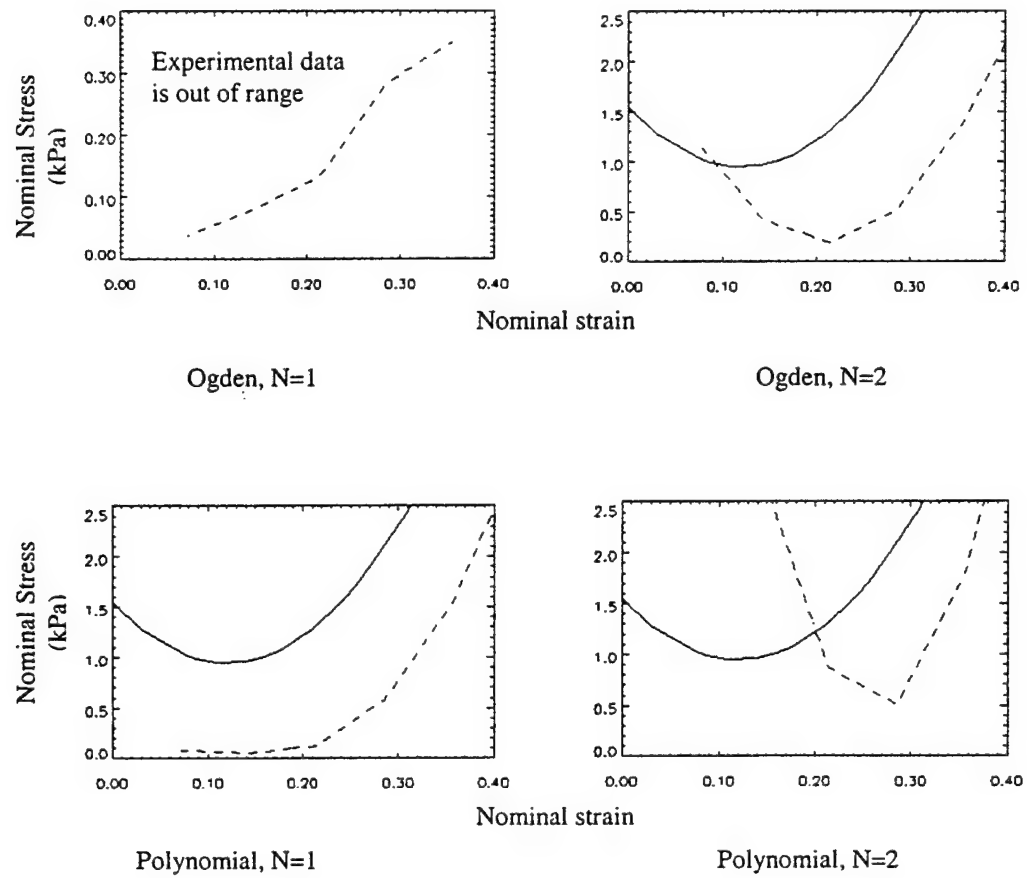 0.40
0.30
0.20
0.10
0.00
Nominal Stress
(kPa)
Experimental data
is out of range
0.00 0.10 0.20 0.30 0.40
2.5
2.0
1.5
1.0
0.5
0.0
0.00 0.10 0.20 0.30 0.40
Nominal strain
Ogden, N=1
Ogden, N=2
2.5
2.0
1.5
1.0
0.5
0.0
Nominal Stress
(kPa)
0.00 0.10 0.20 0.30 0.40
2.5
2.0
1.5
1.0
0.5
0.0
0.00 0.10 0.20 0.30 0.40
Nominal strain
Polynomial, N=1
Polynomial, N=2